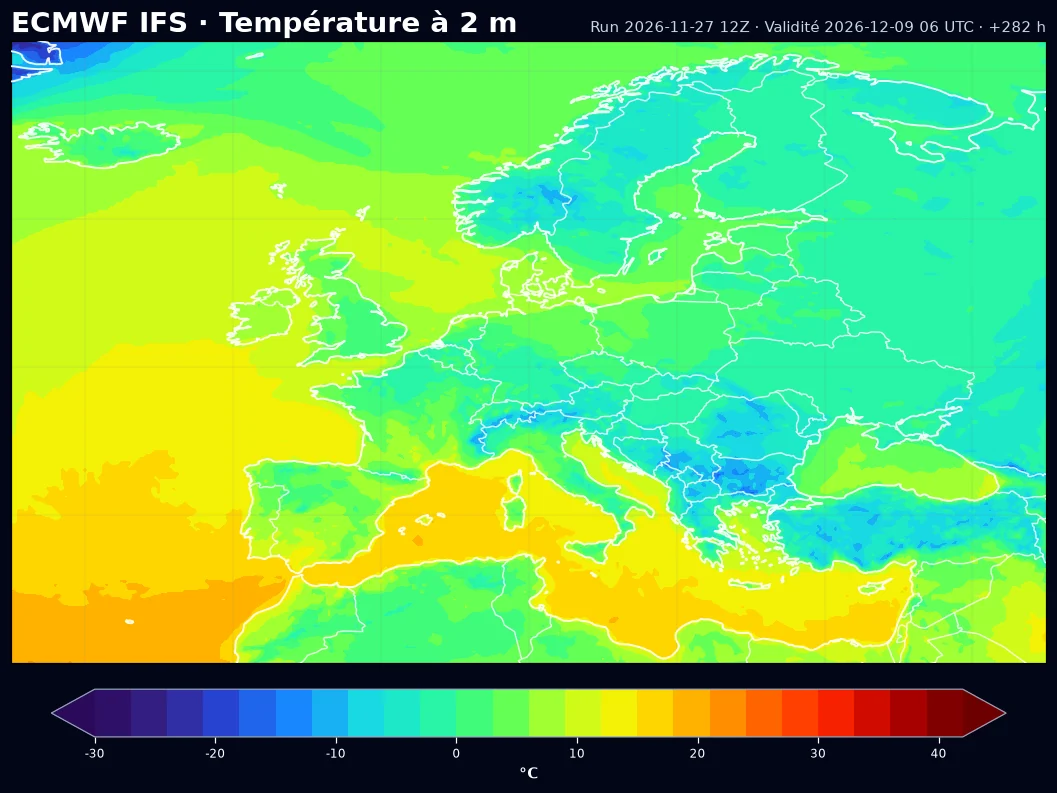 ECMWF IFS · Température à 2 m
Run 2026-11-27 12Z · Validité 2026-12-09 06 UTC · +282 h
-30 -20 -10 0 10 20 30 40
°C